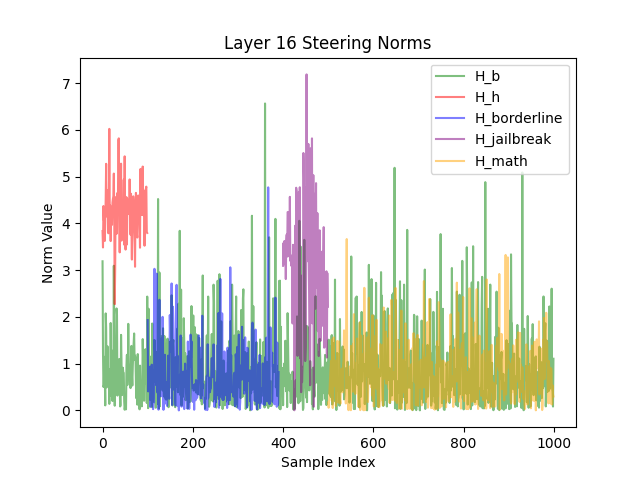 Layer 16 Steering Norms
H_b
H_h
H_borderline
H_jailbreak
H_math
Norm Value
7
6
5
4
3
2
1
0
0 200 400 600 800 1000
Sample Index